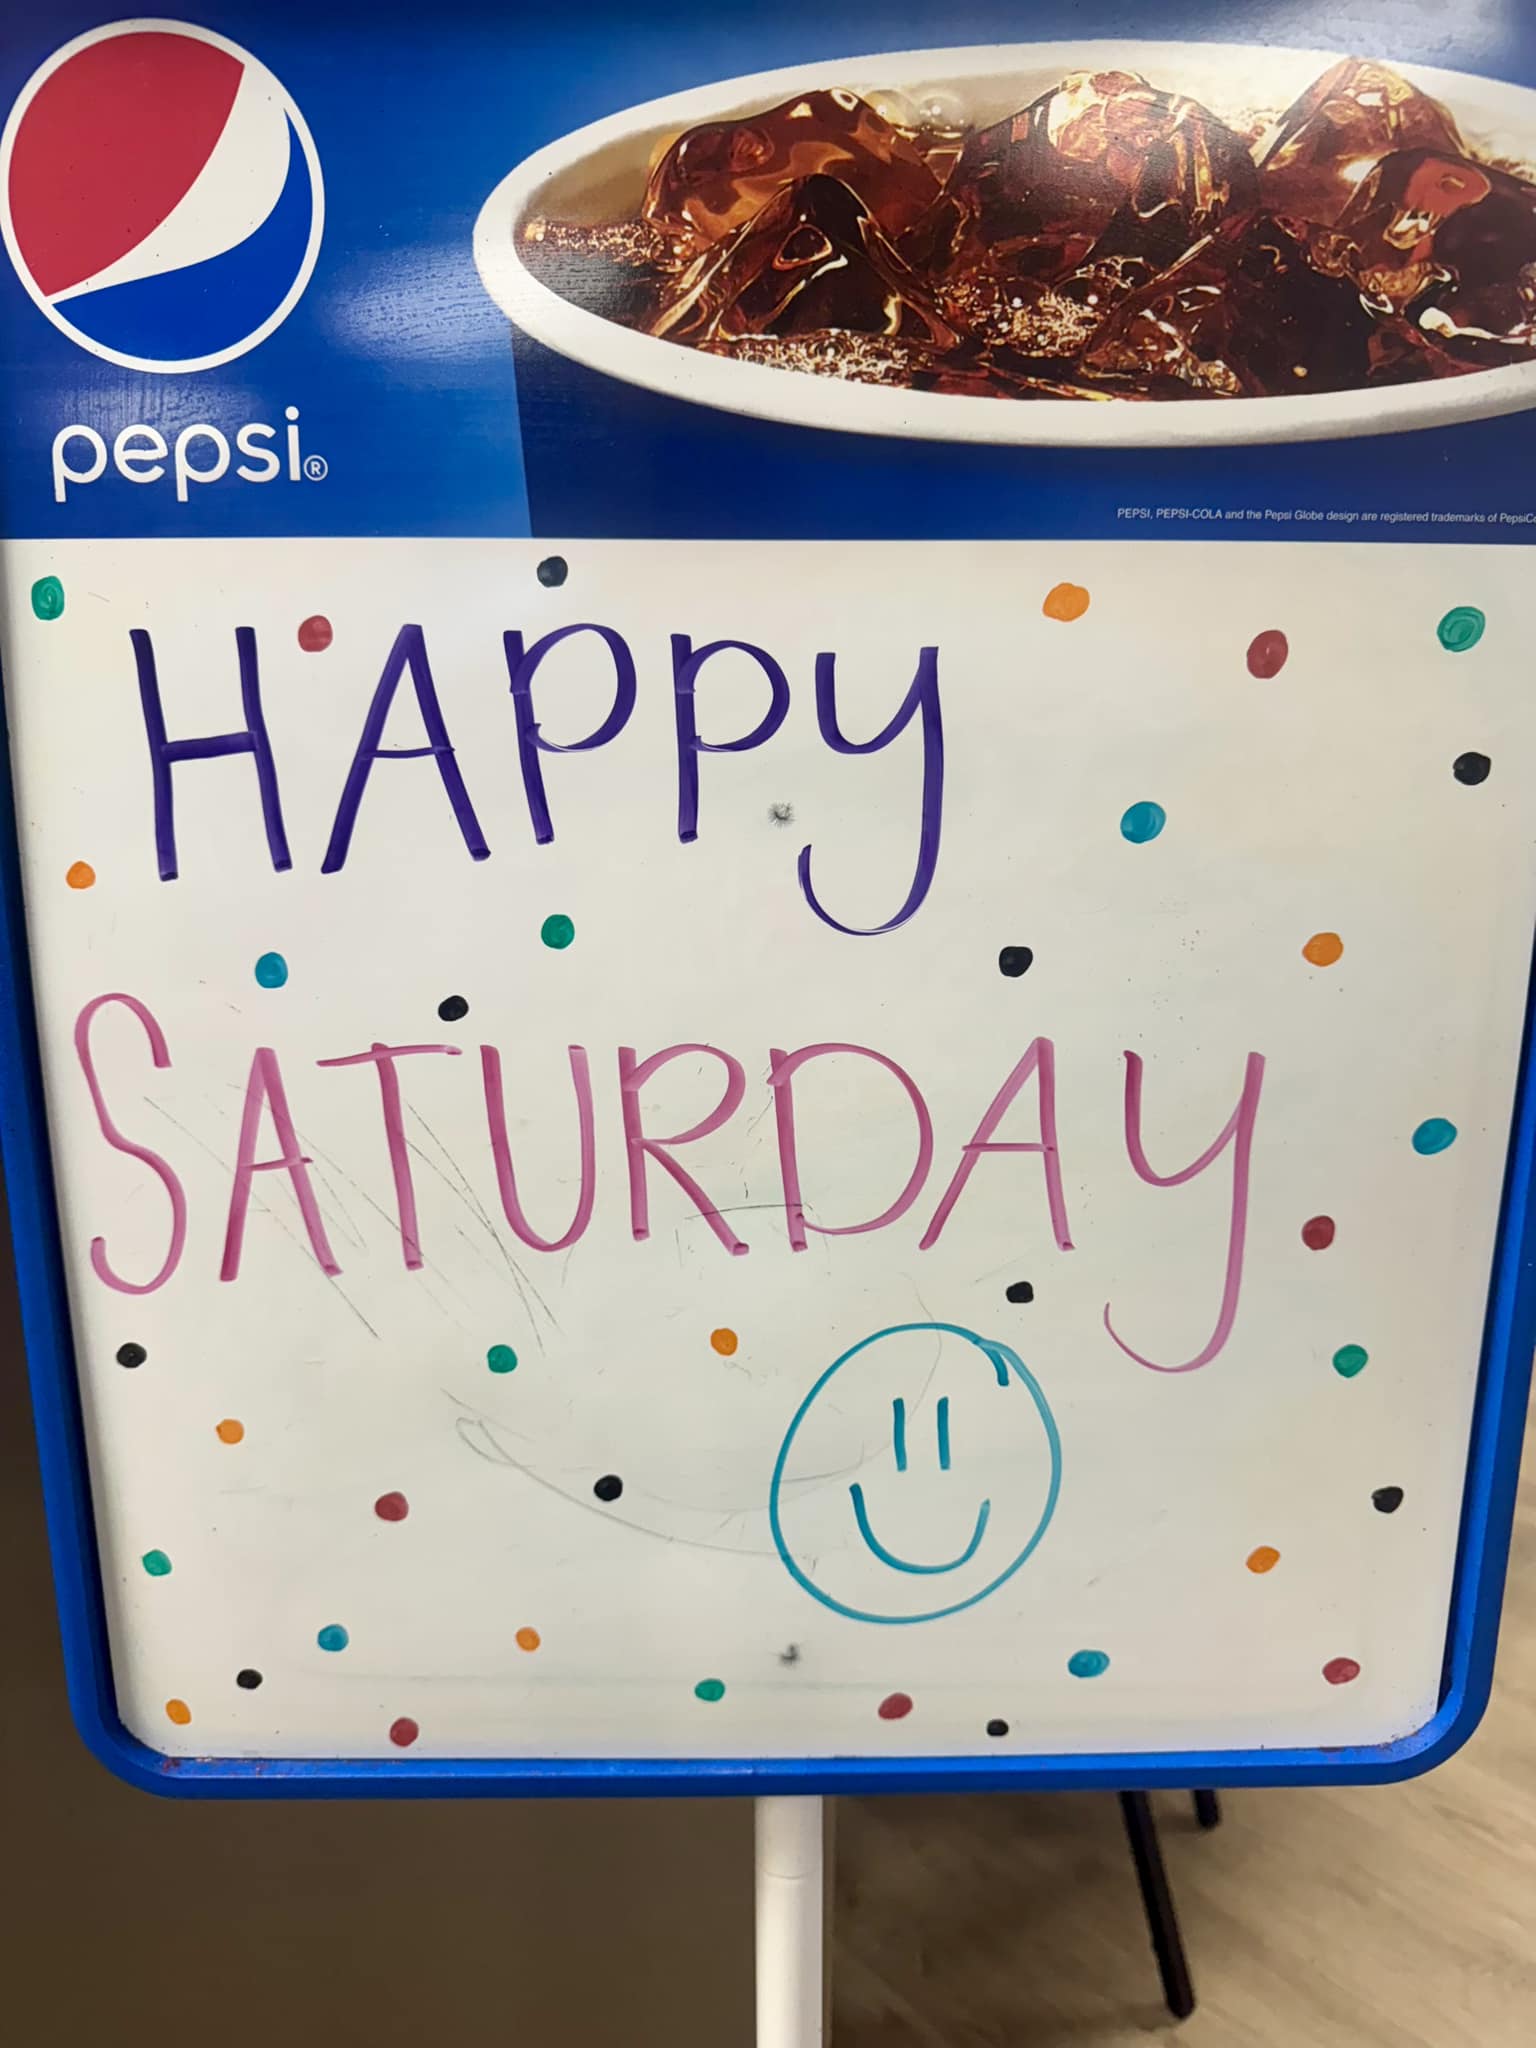 pepsi®
PEPSI, PEPSI-COLA and the Pepsi Globe design are registered trademarks of
HAPPY
SATURDAY